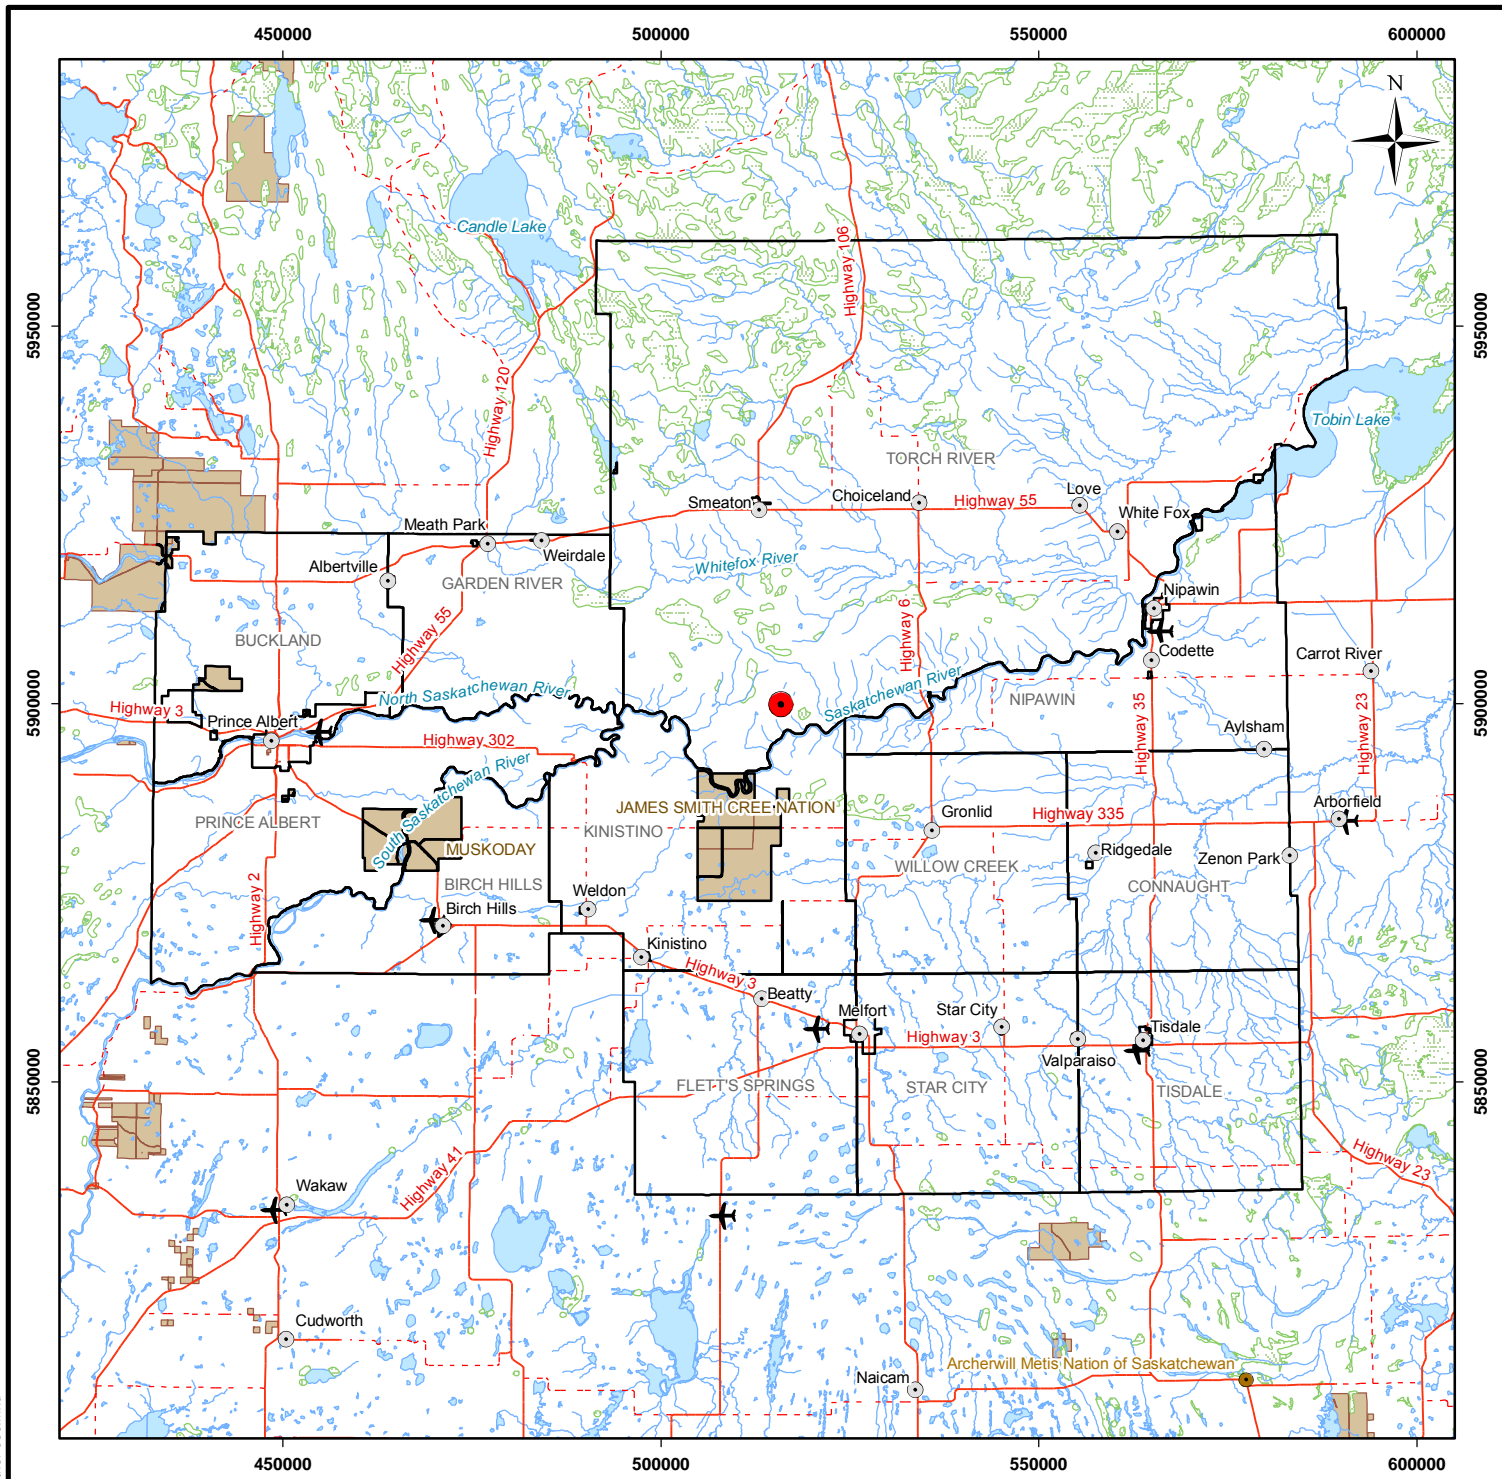 450000
500000
550000
600000
N
Candle Lake
Highway 106
5950000
5950000
Highway 120
Tobin Lake
TORCH RIVER
Smeaton
Choiceland
Highway 55
Love
White Fox
Meath Park
Weirdale
Albertville
GARDEN RIVER
Whitefox River
Nipawin
BUCKLAND
Highway 55
Highway 6
Codette
Carrot River
North Saskatchewan River
Saskatchewan River
NIPAWIN
5900000
5900000
Highway 3
Prince Albert
Highway 302
Highway 35
Highway 23
Aylsham
South Saskatchewan River
JAMES SMITH CREE NATION
Gronlid
Highway 335
Arborfield
PRINCE ALBERT
KINISTINO
MUSKODAY
WILLOW CREEK
Ridgedale
Zenon Park
CONNAUGHT
BIRCH HILLS
Weldon
Highway 2
Birch Hills
Kinistino
Highway 3
Beatty
Melfort
Star City
Highway 3
Tisdale
Valparaiso
5850000
5850000
FLETT'S SPRINGS
STAR CITY
TISDALE
Highway 41
Highway 23
Wakaw
Cudworth
Archerwill Metis Nation of Saskatchewan
Naicam
450000
500000
550000
600000